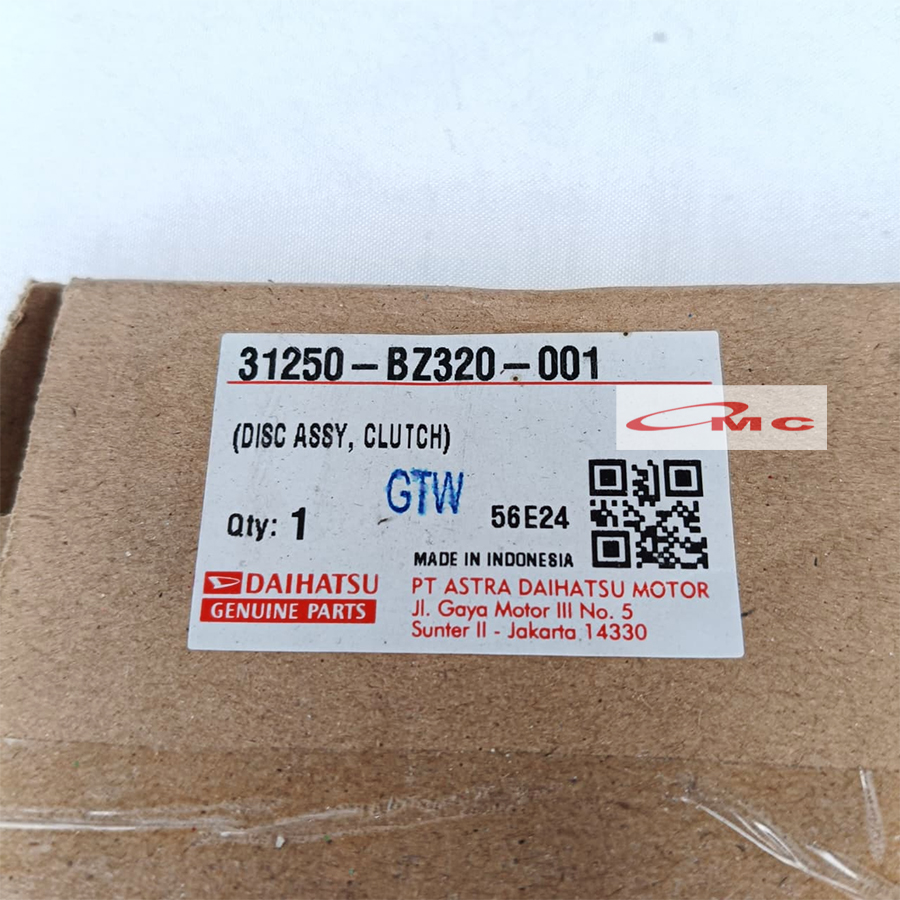 31250-BZ320-001
CMC
(DISC ASSY, CLUTCH)
GTW
Qty: 1
56E24
MADE IN INDONESIA
DAIHATSU
GENUINE PARTS
PT ASTRA DAIHATSU MOTOR
Jl. Gaya Motor III No. 5
Sunter II - Jakarta 14330